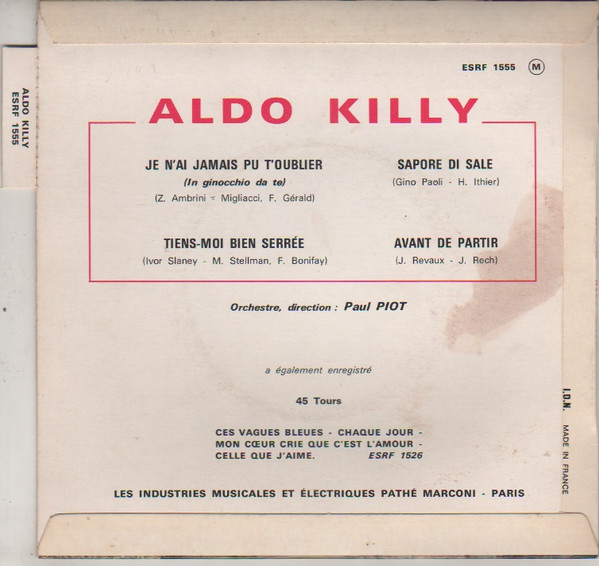 ESRF 1555 M
ALDO KILLY
ESRF 1555
ALDO KILLY
JE N'AI JAMAIS PU T'OUBLIER
(In ginocchio da te)
(Z. Ambrini - Migliacci, F. Gérald)
SAPORE DI SALE
(Gino Paoli - H. Ithier)
TIENS-MOI BIEN SERRÉE
(Ivor Slaney - M. Stellman, F. Bonifay)
AVANT DE PARTIR
(J. Revaux - J. Rech)
Orchestre, direction : Paul PIOT
a également enregistré
45 Tours
CES VAGUES BLEUES - CHAQUE JOUR -
MON CŒUR CRIE QUE C'EST L'AMOUR -
CELLE QUE J'AIME. ESRF 1526
I.D.N. MADE IN FRANCE
LES INDUSTRIES MUSICALES ET ÉLECTRIQUES PATHÉ MARCONI - PARIS